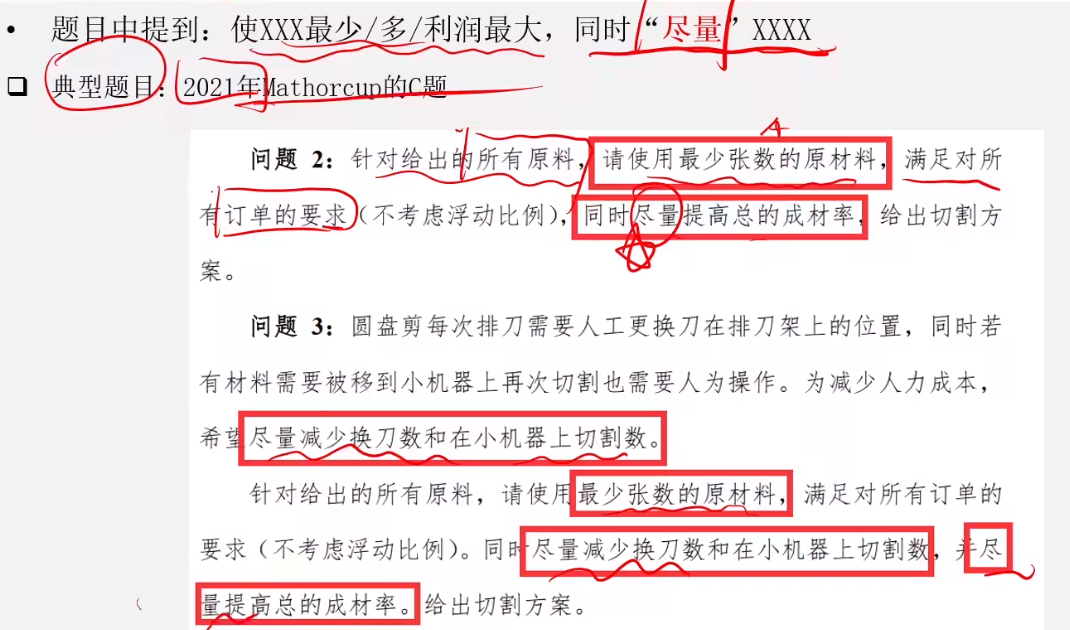 • 题目中提到：使XXX最少/多/利润最大，同时“尽量”XXXX
典型题目：2021年Mathorcup的C题
问题 2：针对给出的所有原料，请使用最少张数的原材料，满足对所
有订单的要求（不考虑浮动比例），同时尽量提高总的成材率，给出切割方
案。
问题 3：圆盘剪每次排刀需要人工更换刀在排刀架上的位置，同时若
有材料需要被移到小机器上再次切割也需要人为操作。为减少人力成本，
希望尽量减少换刀数和在小机器上切割数。
针对给出的所有原料，请使用最少张数的原材料，满足对所有订单的
要求（不考虑浮动比例）。同时尽量减少换刀数和在小机器上切割数，并尽
量提高总的成材率。给出切割方案。